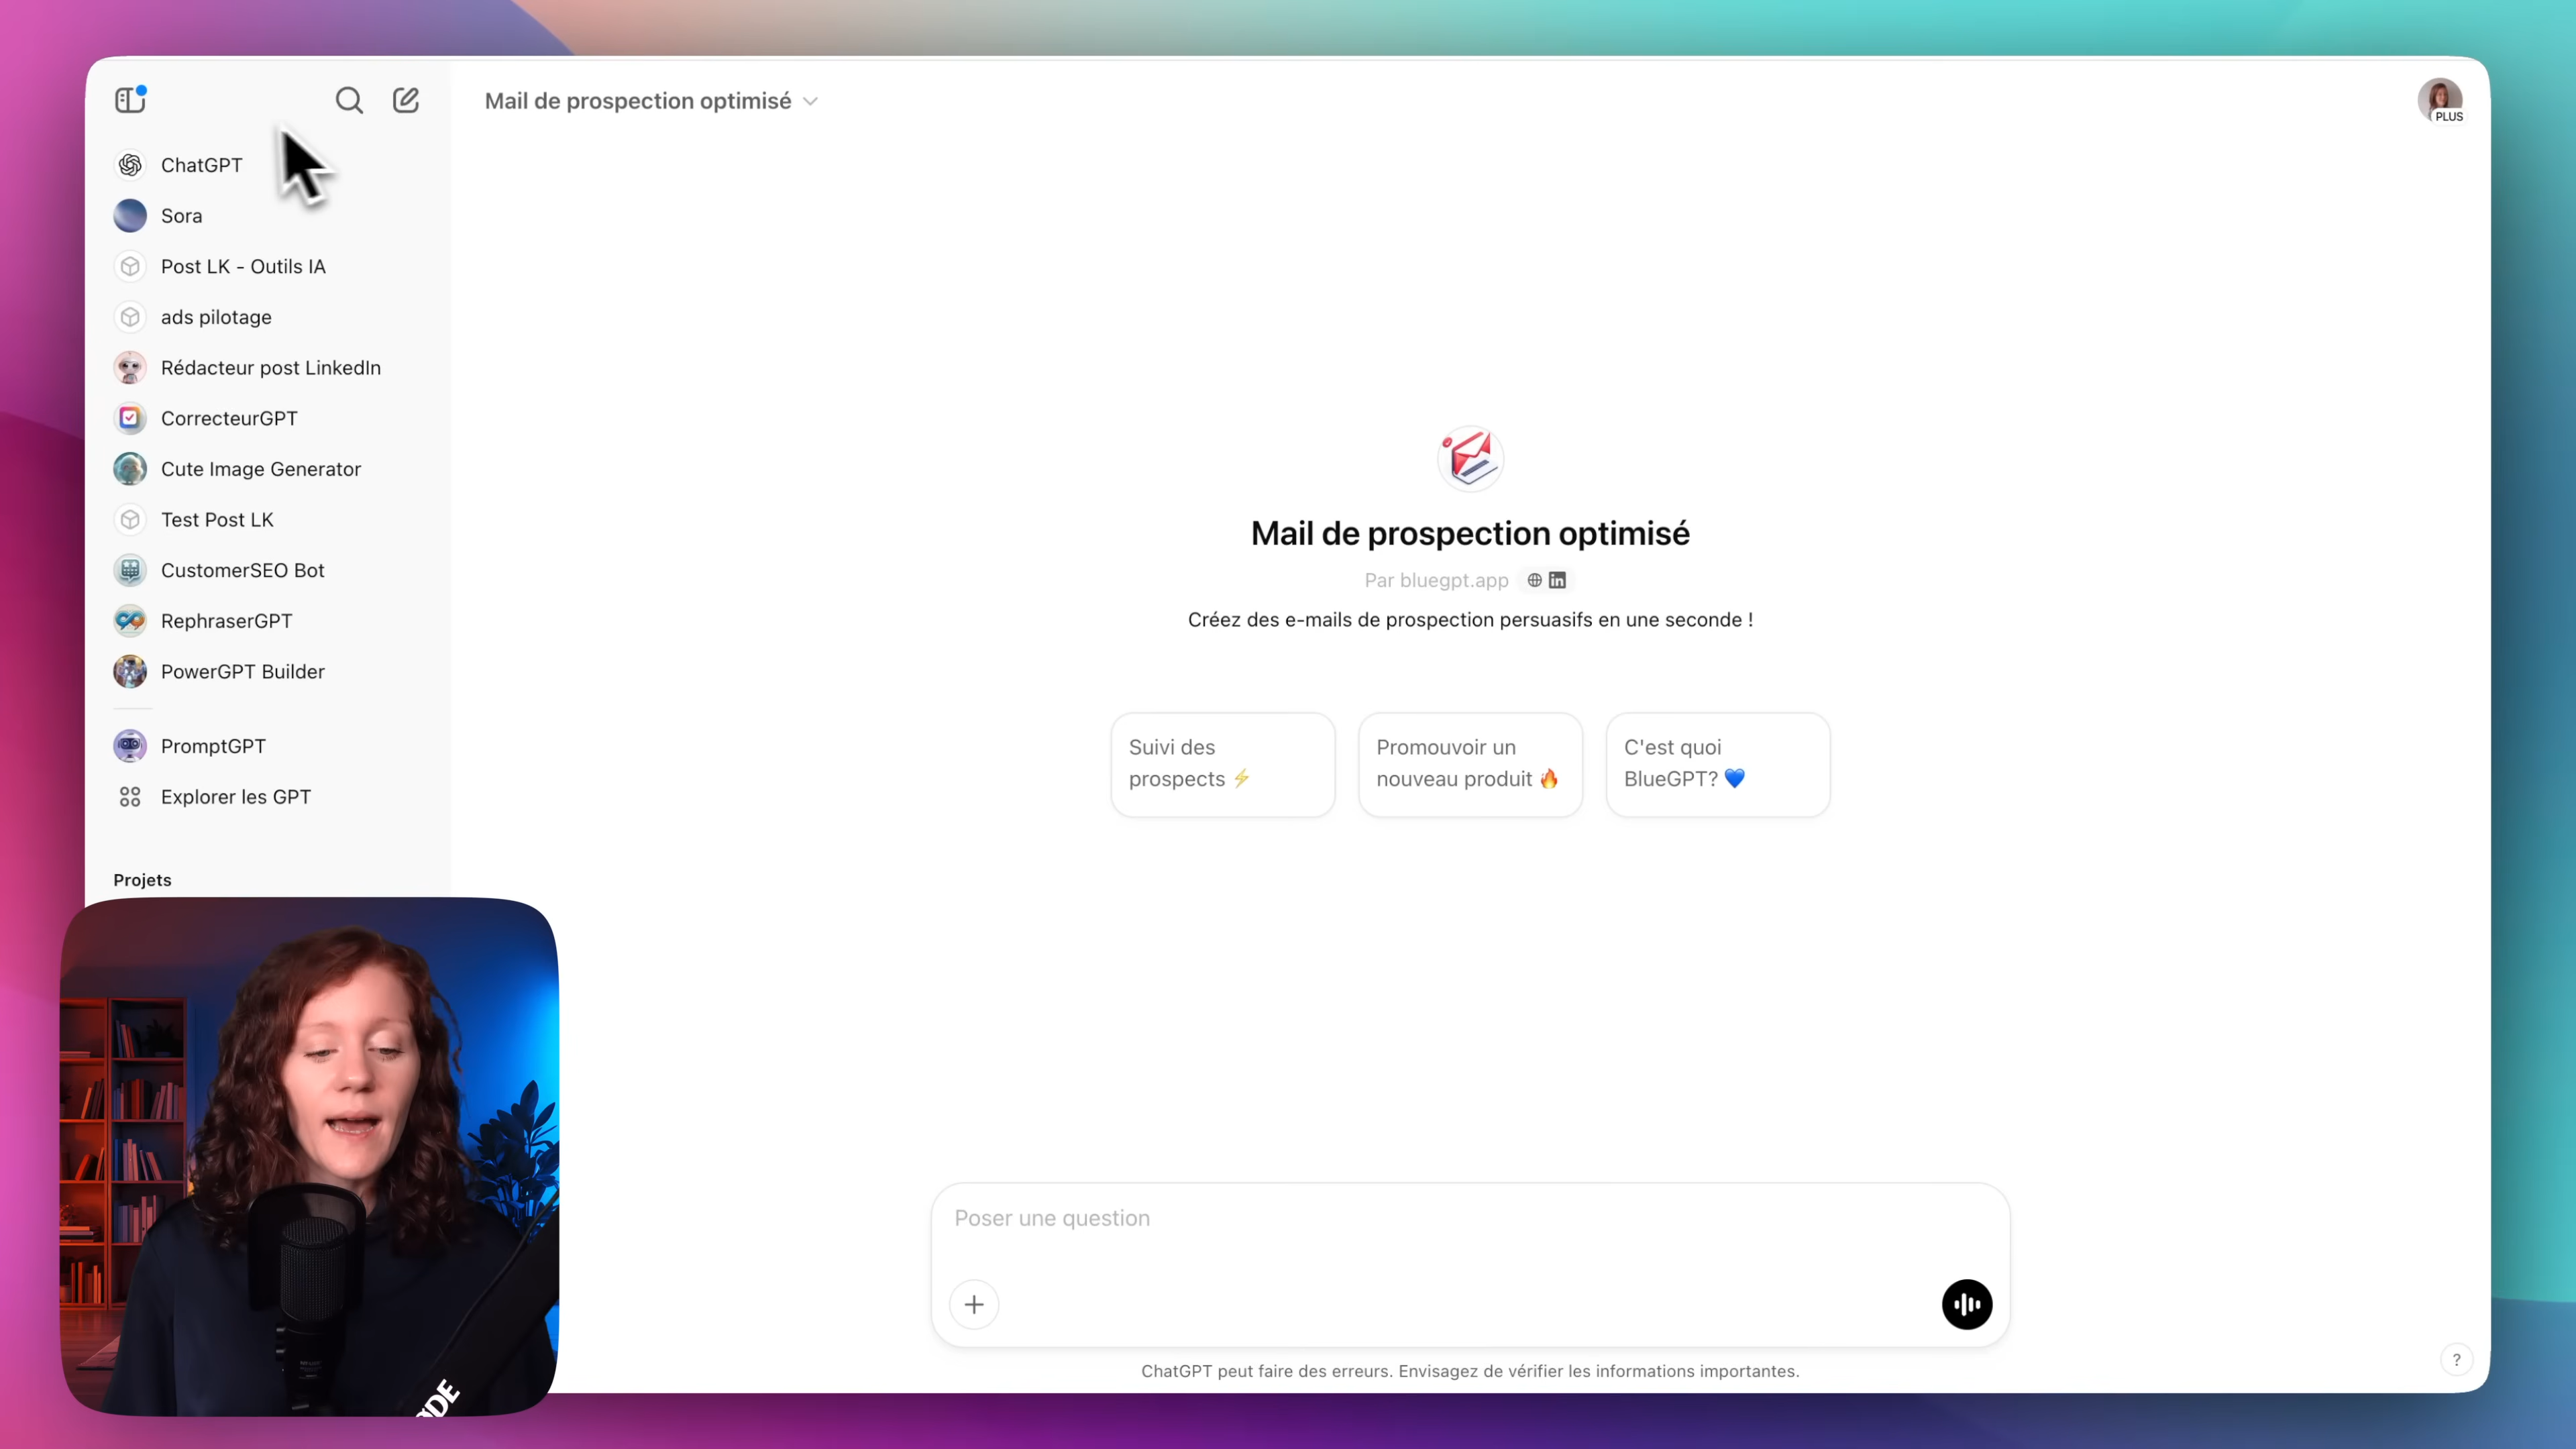 Mail de prospection optimisé
PLUS
ChatGPT
Sora
Post LK - Outils IA
ads pilotage
Rédacteur post LinkedIn
CorrecteurGPT
Cute Image Generator
Test Post LK
CustomerSEO Bot
RephraserGPT
PowerGPT Builder
PromptGPT
Explorer les GPT
Projets
Mail de prospection optimisé
Par bluegpt.app
in
Créez des e-mails de prospection persuasifs en une seconde !
Suivi des
prospects ⚡
Promouvoir un
nouveau produit 🔥
C'est quoi
BlueGPT? 💙
Poser une question
ChatGPT peut faire des erreurs. Envisagez de vérifier les informations importantes.
?